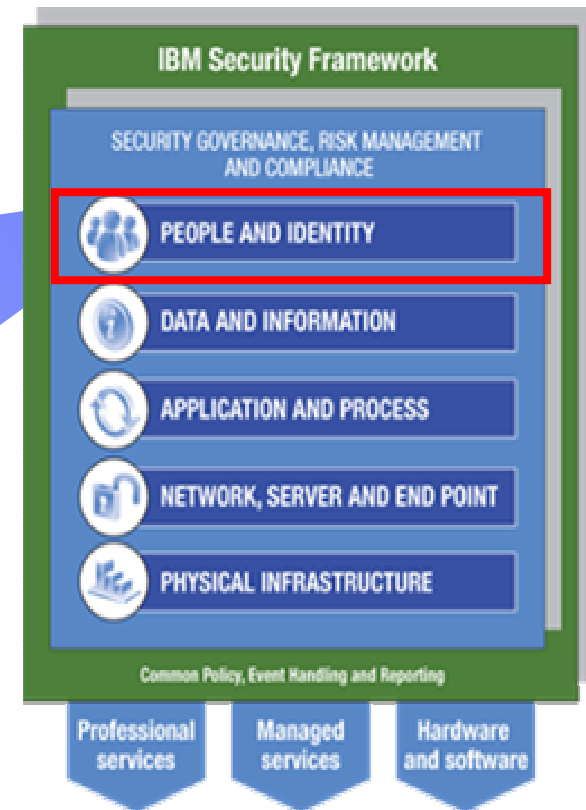 IBM Security Framework
SECURITY GOVERNANCE, RISK MANAGEMENT
AND COMPLIANCE
PEOPLE AND IDENTITY
DATA AND INFORMATION
APPLICATION AND PROCESS
NETWORK, SERVER AND END POINT
PHYSICAL INFRASTRUCTURE
Common Policy, Event Handling and Reporting
Professional
services
Managed
services
Hardware
and software